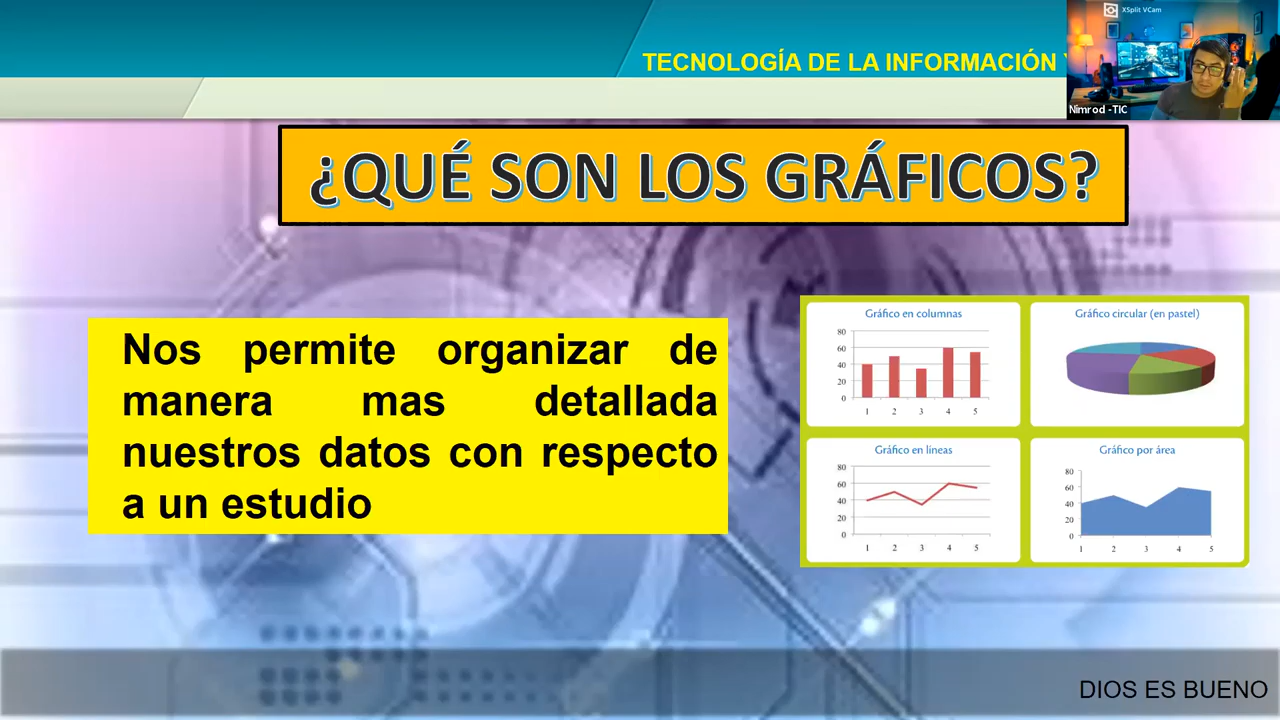 XSplit VCam
TECNOLOGÍA DE LA INFORMACIÓN
Nimrod -TIC
¿QUÉ SON LOS GRÁFICOS?
Nos permite organizar de
manera mas detallada
nuestros datos con respecto
a un estudio
Gráfico en columnas
80
60
40
20
0
1 2 3 4 5
Gráfico circular (en pastel)
Gráfico en líneas
80
60
40
20
0
1 2 3 4 5
Gráfico por área
80
60
40
20
0
1 2 3 4 5
DIOS ES BUENO